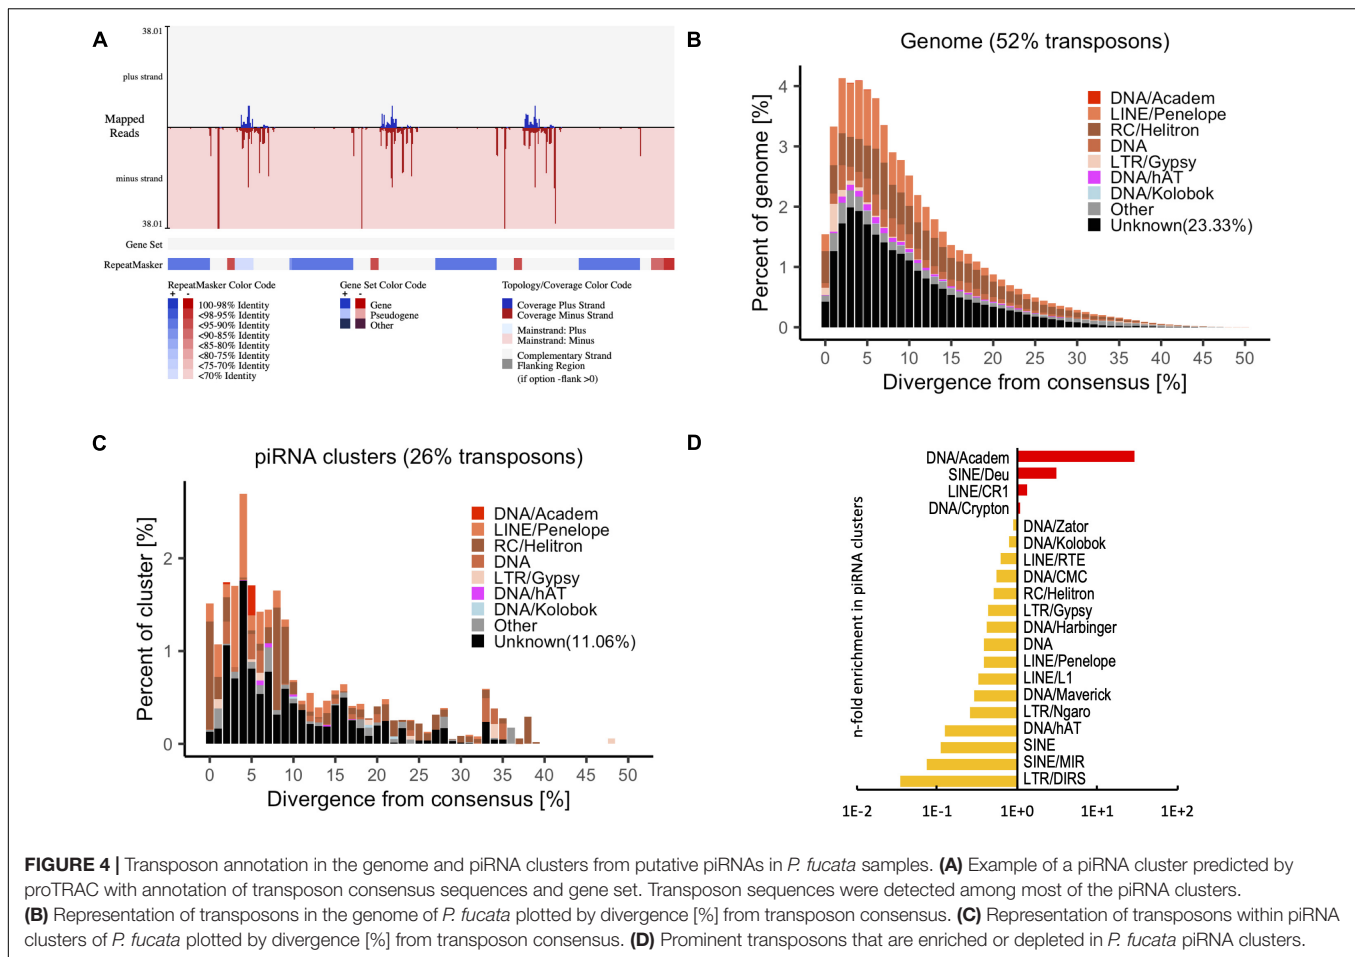 A
38.01
plus strand
Mapped
Reads
minus strand
38.01
Gene Set
RepeatMasker
RepeatMasker Color Code
+ -
100-98% Identity
<98-95% Identity
<95-90% Identity
<90-85% Identity
<85-80% Identity
<80-75% Identity
<75-70% Identity
<70% Identity
Gene Set Color Code
+ -
Gene
Pseudogene
Other
Topology/Coverage Color Code
Coverage Plus Strand
Coverage Minus Strand
Mainstrand: Plus
Mainstrand: Minus
Complementary Strand
Flanking Region
(if option -flank >0)
B
Genome (52% transposons)
Percent of genome [%]
4
3
2
1
0
DNA/Academ
LINE/Penelope
RC/Helitron
DNA
LTR/Gypsy
DNA/hAT
DNA/Kolobok
Other
Unknown(23.33%)
0 5 10 15 20 25 30 35 40 45 50
Divergence from consensus [%]
C
piRNA clusters (26% transposons)
Percent of cluster [%]
2
1
0
DNA/Academ
LINE/Penelope
RC/Helitron
DNA
LTR/Gypsy
DNA/hAT
DNA/Kolobok
Other
Unknown(11.06%)
0 5 10 15 20 25 30 35 40 45 50
Divergence from consensus [%]
D
n-fold enrichment in piRNA clusters
DNA/Academ
SINE/Deu
LINE/CR1
DNA/Crypton
DNA/Zator
DNA/Kolobok
LINE/RTE
DNA/CMC
RC/Helitron
LTR/Gypsy
DNA/Harbinger
DNA
LINE/Penelope
LINE/L1
DNA/Maverick
LTR/Ngaro
DNA/hAT
SINE
SINE/MIR
LTR/DIRS
1E-2 1E-1 1E+0 1E+1 1E+2
FIGURE 4 | Transposon annotation in the genome and piRNA clusters from putative piRNAs in P. fucata samples. (A) Example of a piRNA cluster predicted by
proTRAC with annotation of transposon consensus sequences and gene set. Transposon sequences were detected among most of the piRNA clusters.
(B) Representation of transposons in the genome of P. fucata plotted by divergence [%] from transposon consensus. (C) Representation of transposons within piRNA
clusters of P. fucata plotted by divergence [%] from transposon consensus. (D) Prominent transposons that are enriched or depleted in P. fucata piRNA clusters.